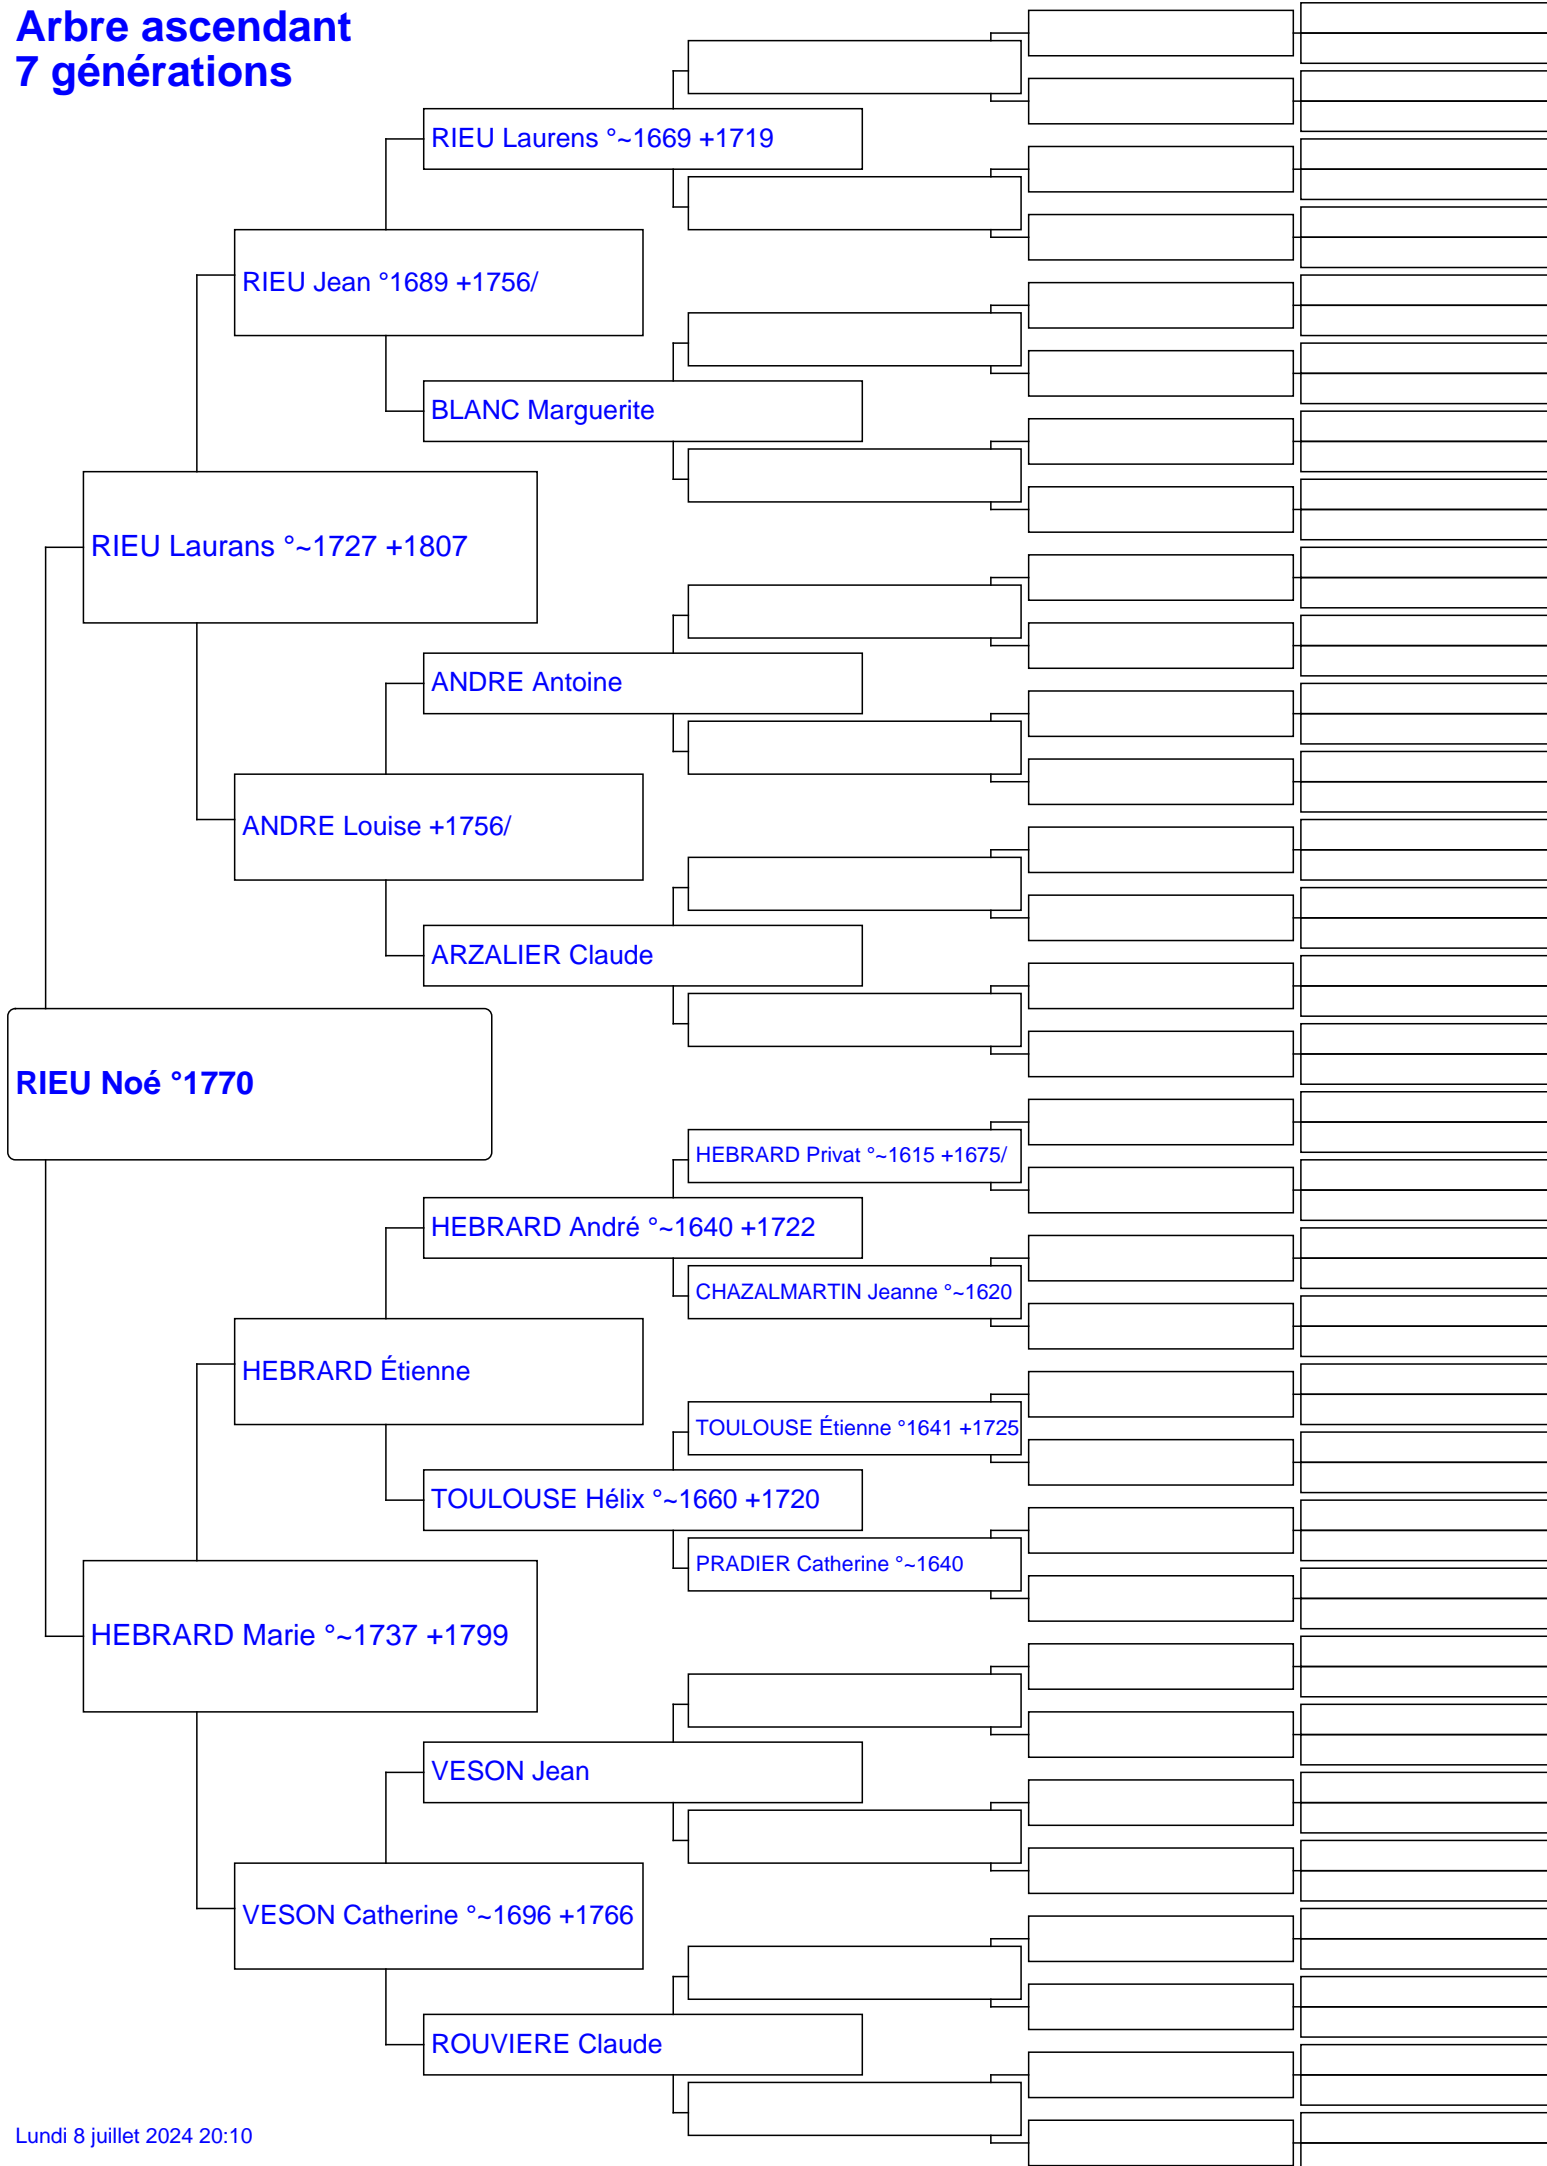 Arbre ascendant
7 générations
RIEU Laurens °~1669 +1719
RIEU Jean °1689 +1756/
BLANC Marguerite
RIEU Laurans °~1727 +1807
ANDRE Antoine
ANDRE Louise +1756/
ARZALIER Claude
RIEU Noé °1770
HEBRARD Privat °~1615 +1675/
HEBRARD André °~1640 +1722
CHAZALMARTIN Jeanne °~1620
HEBRARD Étienne
TOULOUSE Étienne °1641 +1725
TOULOUSE Hélix °~1660 +1720
PRADIER Catherine °~1640
HEBRARD Marie °~1737 +1799
VESON Jean
VESON Catherine °~1696 +1766
ROUVIERE Claude
Lundi 8 juillet 2024 20:10